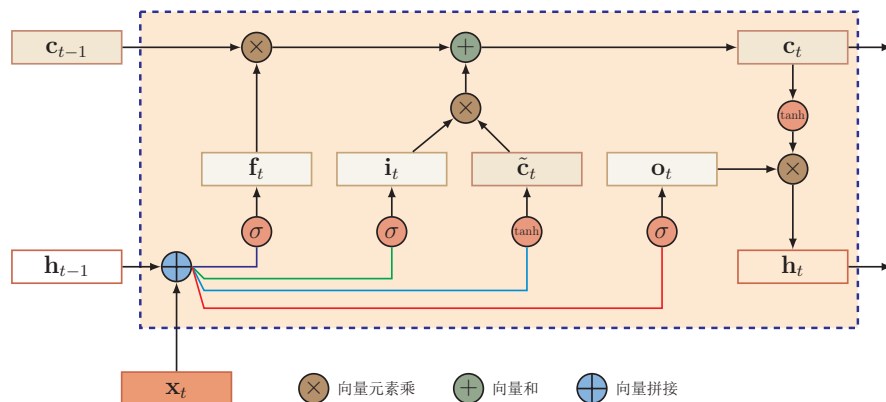 c_{t-1} × + c_t
× tanh
f_t i_t c̃_t o_t ×
σ σ tanh σ
h_{t-1} h_t
x_t × 向量元素乘 + 向量和 向量拼接